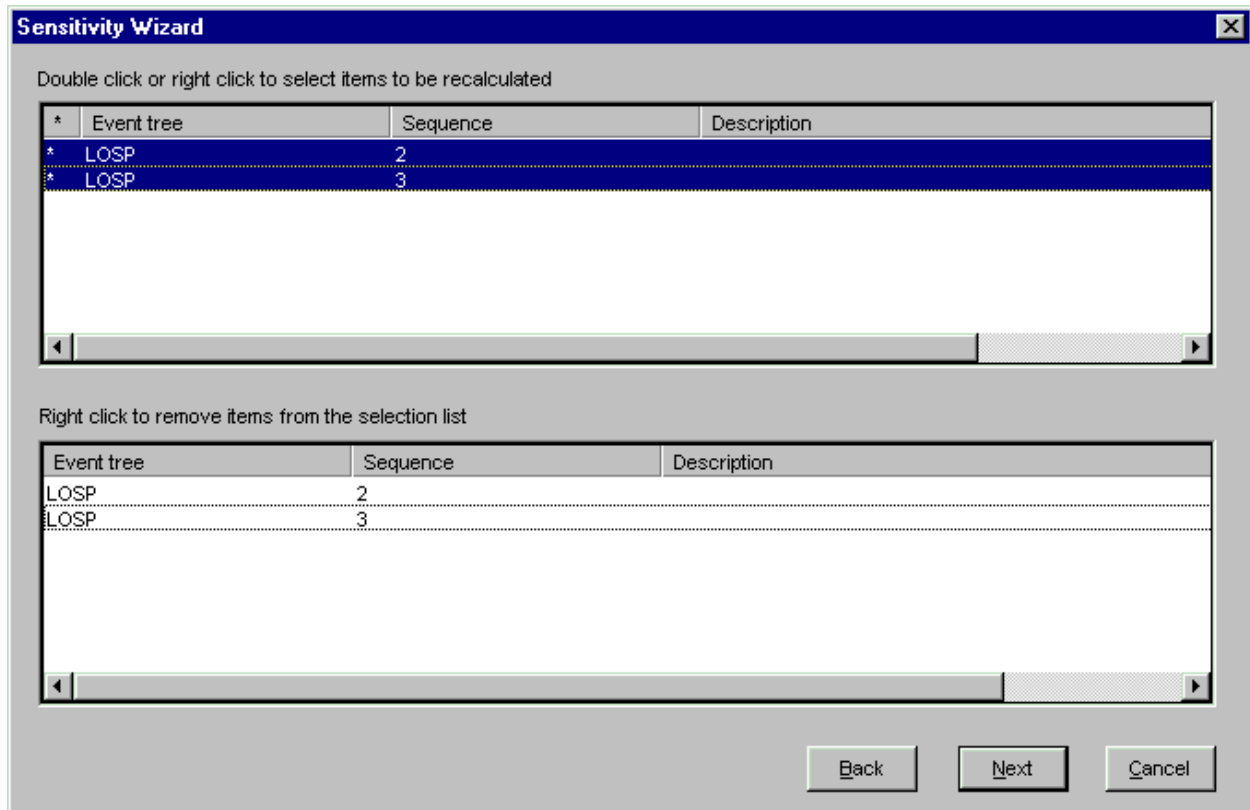 Sensitivity Wizard
Double click or right click to select items to be recalculated
* Event tree Sequence Description
* LOSP 2
* LOSP 3
Right click to remove items from the selection list
Event tree Sequence Description
LOSP 2
LOSP 3
Back Next Cancel